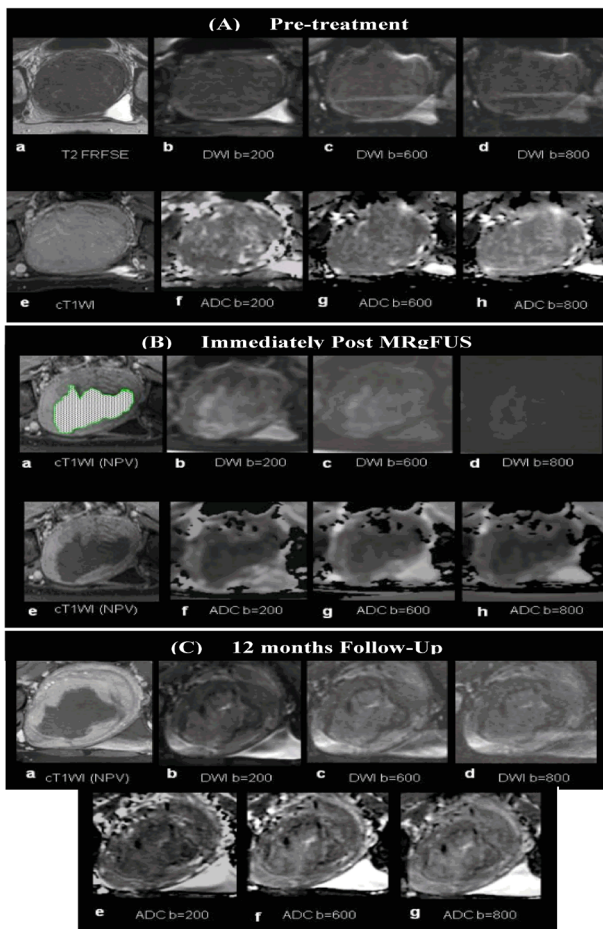 (A) Pre-treatment
a T2 FRFSE b DWI b=200 c DWI b=600 d DWI b=800
e cT1WI f ADC b=200 g ADC b=600 h ADC b=800
(B) Immediately Post MRgFUS
a cT1WI (NPV) b DWI b=200 c DWI b=600 d DWI b=800
e cT1WI (NPV) f ADC b=200 g ADC b=600 h ADC b=800
(C) 12 months Follow-Up
a cT1WI (NPV) b DWI b=200 c DWI b=600 d DWI b=800
e ADC b=200 f ADC b=600 g ADC b=800